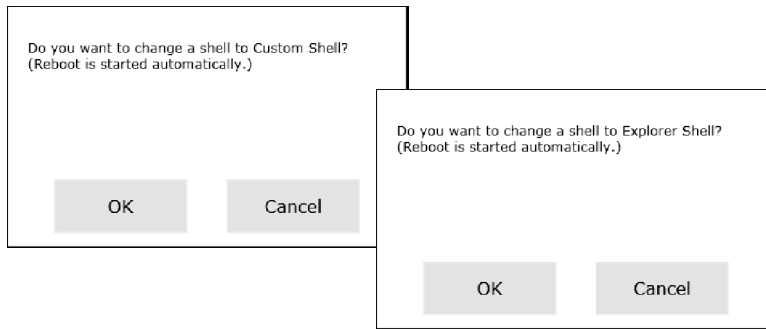 Do you want to change a shell to Custom Shell?
(Reboot is started automatically.)
OK
Cancel
Do you want to change a shell to Explorer Shell?
(Reboot is started automatically.)
OK
Cancel